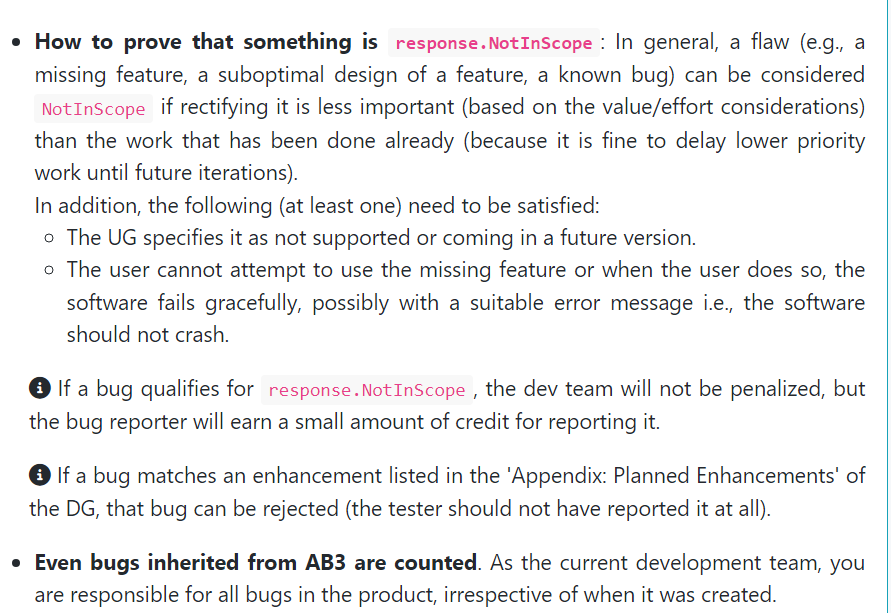 • How to prove that something is response.NotInScope : In general, a flaw (e.g., a
missing feature, a suboptimal design of a feature, a known bug) can be considered
NotInScope if rectifying it is less important (based on the value/effort considerations)
than the work that has been done already (because it is fine to delay lower priority
work until future iterations).
In addition, the following (at least one) need to be satisfied:
◦ The UG specifies it as not supported or coming in a future version.
◦ The user cannot attempt to use the missing feature or when the user does so, the
software fails gracefully, possibly with a suitable error message i.e., the software
should not crash.
If a bug qualifies for response.NotInScope , the dev team will not be penalized, but
the bug reporter will earn a small amount of credit for reporting it.
If a bug matches an enhancement listed in the 'Appendix: Planned Enhancements' of
the DG, that bug can be rejected (the tester should not have reported it at all).
• Even bugs inherited from AB3 are counted. As the current development team, you
are responsible for all bugs in the product, irrespective of when it was created.